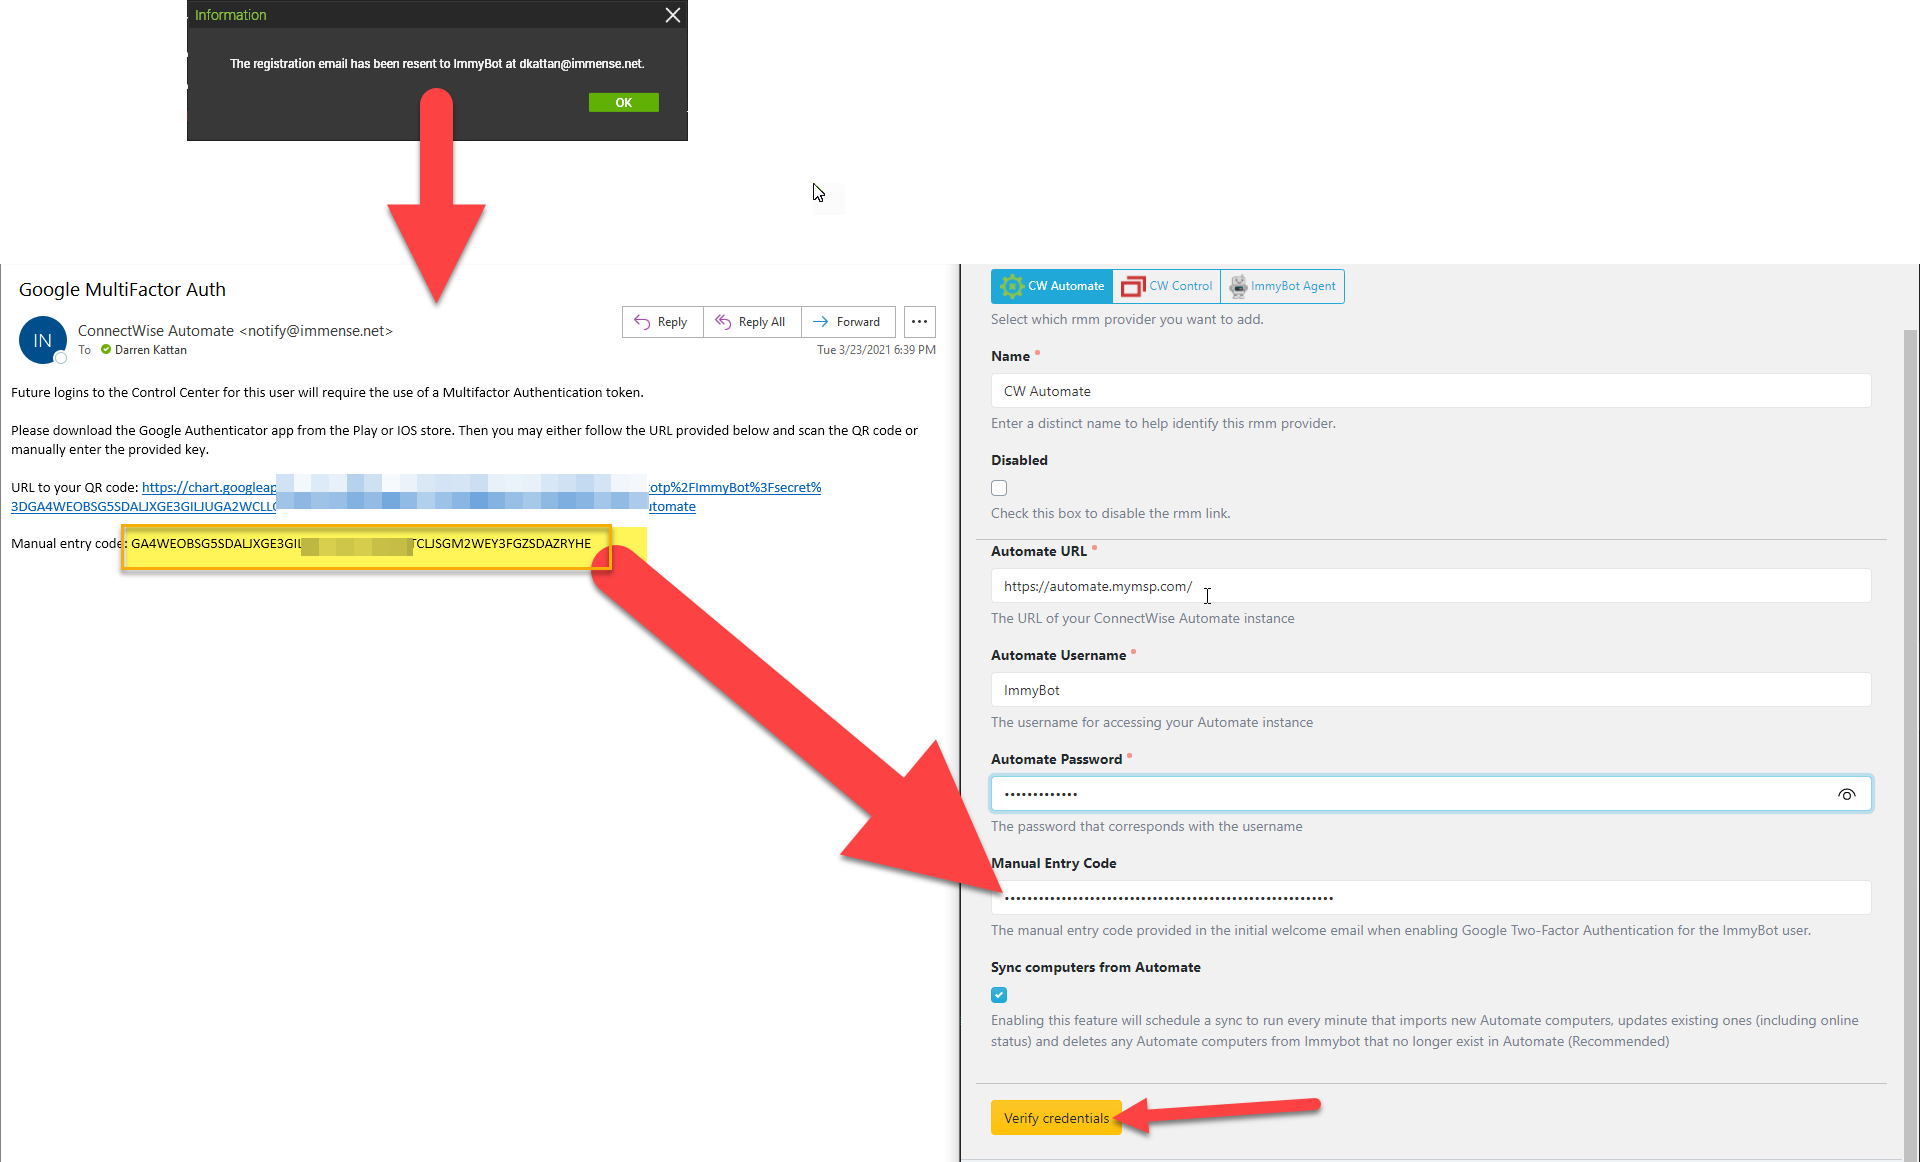 Information
The registration email has been resent to ImmyBot at dkattan@immense.net.
OK
Google MultiFactor Auth
IN
ConnectWise Automate <notify@immense.net>
To Darren Kattan
Reply
Reply All
Forward
Tue 3/23/2021 6:39 PM
Future logins to the Control Center for this user will require the use of a Multifactor Authentication token.
Please download the Google Authenticator app from the Play or IOS store. Then you may either follow the URL provided below and scan the QR code or
manually enter the provided key.
URL to your QR code: https://chart.googleap otp%2FImmyBot%3Fsecret%
3DGA4WEOBSG5SDALJXGE3GILJUGA2WCLL utomate
Manual entry code: GA4WEOBSG5SDALJXGE3GIL TCLJSGM2WEY3FGZSDAZRYHE
CW Automate
CW Control
ImmyBot Agent
Select which rmm provider you want to add.
Name
CW Automate
Enter a distinct name to help identify this rmm provider.
Disabled
Check this box to disable the rmm link.
Automate URL
https://automate.mymsp.com/
The URL of your ConnectWise Automate instance
Automate Username
ImmyBot
The username for accessing your Automate instance
Automate Password
The password that corresponds with the username
Manual Entry Code
The manual entry code provided in the initial welcome email when enabling Google Two-Factor Authentication for the ImmyBot user.
Sync computers from Automate
Enabling this feature will schedule a sync to run every minute that imports new Automate computers, updates existing ones (including online
status) and deletes any Automate computers from Immybot that no longer exist in Automate (Recommended)
Verify credentials